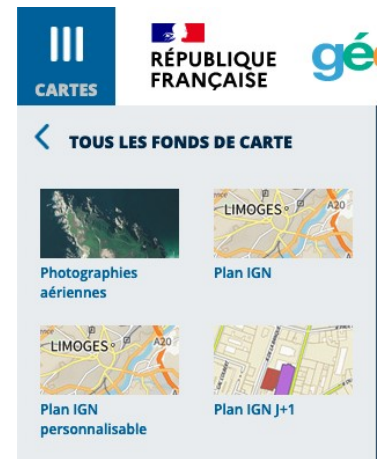 RÉPUBLIQUE
FRANÇAISE
gé
CARTES
TOUS LES FONDS DE CARTE
LIMOGES
A20
Photographies
aériennes
Plan IGN
LIMOGES
A20
Plan IGN
personnalisable
Plan IGN J+1